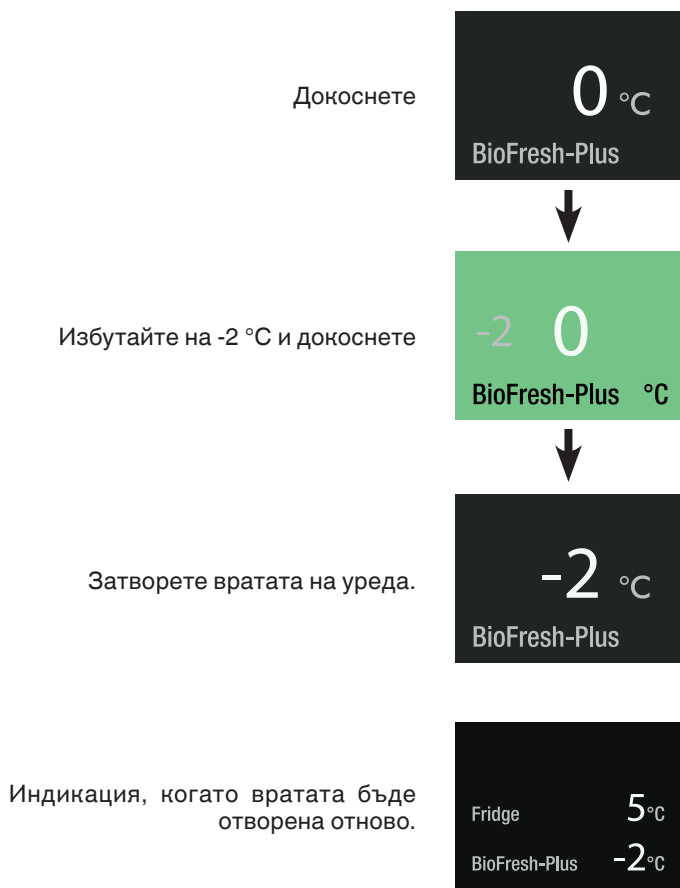 Докоснете
0 °C
BioFresh-Plus
Избутайте на -2 °C и докоснете
-2 0
BioFresh-Plus °C
Затворете вратата на уреда.
-2 °C
BioFresh-Plus
Индикация, когато вратата бъде
отворена отново.
Fridge 5°C
BioFresh-Plus -2°C